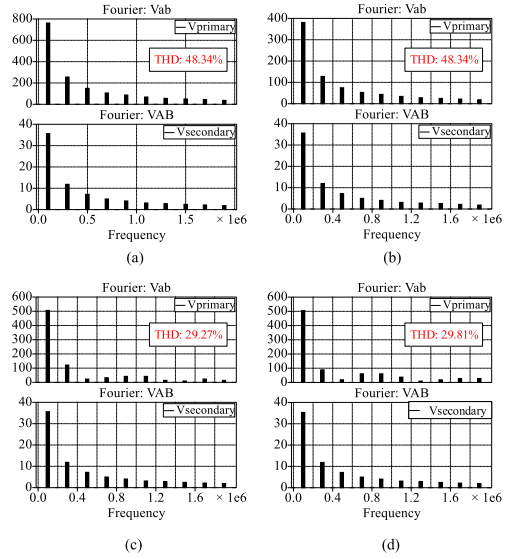 Fourier: Vab
800
600
400
200
0
Vprimary
THD: 48.34%
Fourier: VAB
40
30
20
10
0
Vsecondary
0.0 0.5 1.0 1.5 × 1e6
Frequency
(a)
Fourier: Vab
400
300
200
100
0
Vprimary
THD: 48.34%
Fourier: VAB
40
30
20
10
0
Vsecondary
0.0 0.4 0.8 1.2 1.6 × 1e6
Frequency
(b)
Fourier: Vab
600
500
400
300
200
100
0
Vprimary
THD: 29.27%
Fourier: VAB
40
30
20
10
0
Vsecondary
0.0 0.4 0.8 1.2 1.6 × 1e6
Frequency
(c)
Fourier: Vab
600
500
400
300
200
100
0
Vprimary
THD: 29.81%
Fourier: VAB
40
30
20
10
0
Vsecondary
0.0 0.4 0.8 1.2 1.6 × 1e6
Frequency
(d)